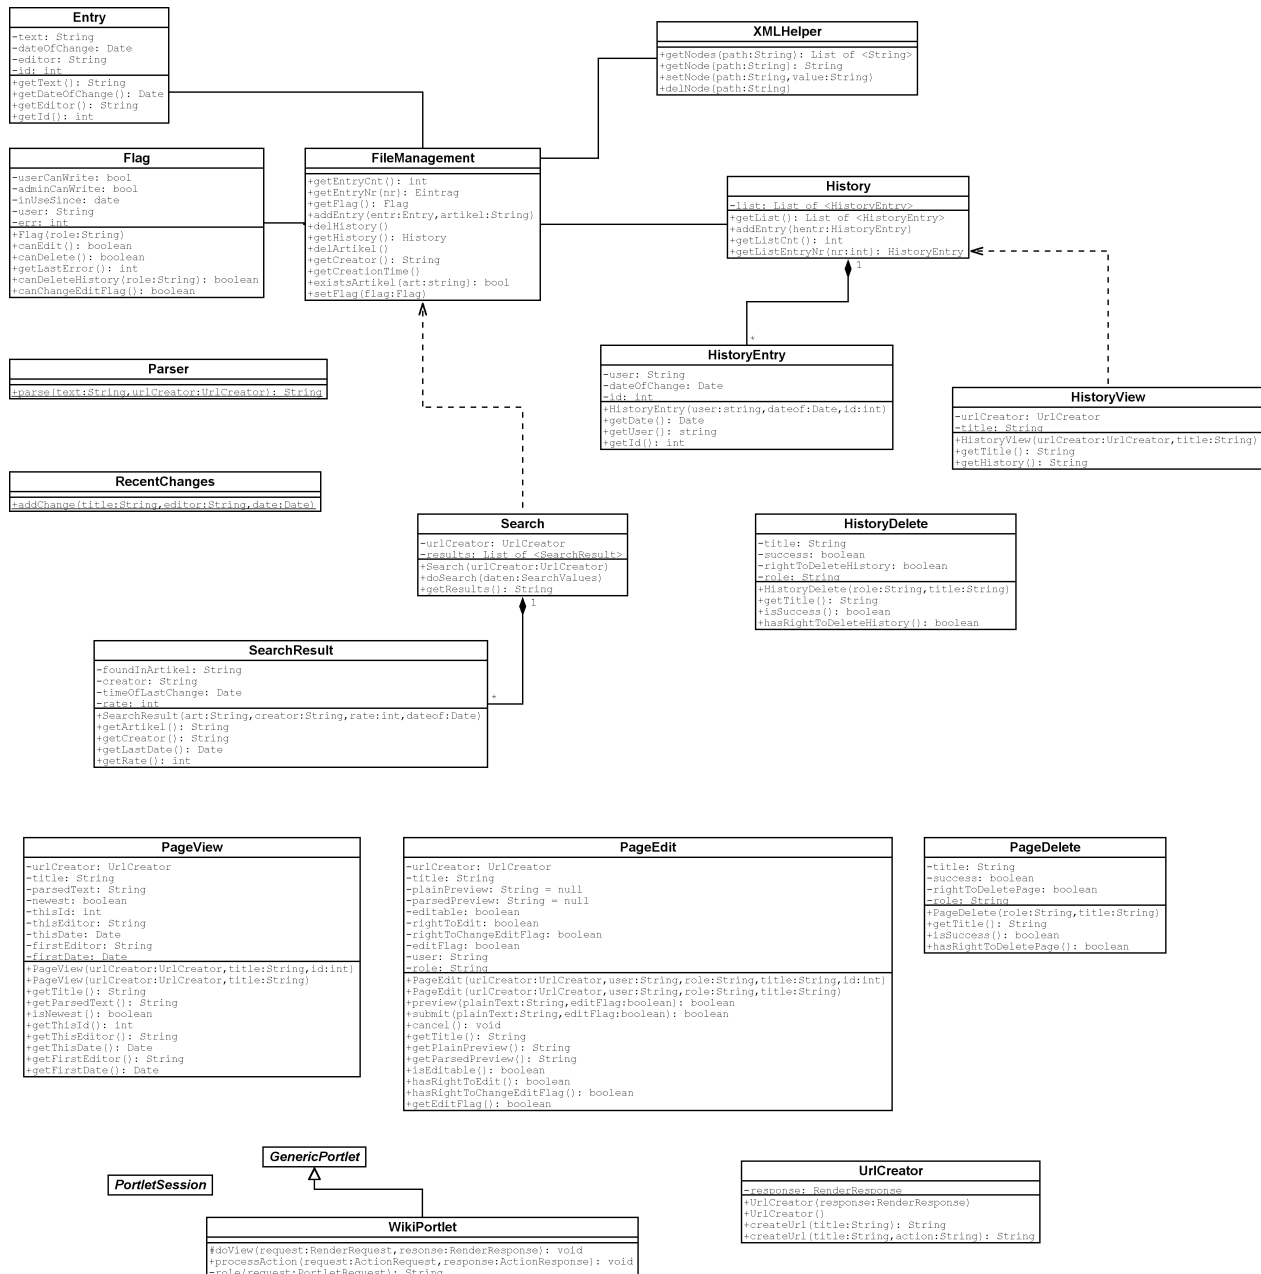 Entry
-text: String
-dateOfChange: Date
-editor: String
-id: int
+getText(): String
+getDateOfChange(): Date
+getEditor(): String
+getId(): int
XMLHelper
+getNodes(path:String): List of <String>
+getNode(path:String): String
+setNode(path:String,value:String)
+delNode(path:String)
Flag
-userCanWrite: bool
-adminCanWrite: bool
-inUseSince: date
-user: String
-err: int
+Flag(role:String)
+canEdit(): boolean
+canDelete(): boolean
+getLastError(): int
+canDeleteHistory(role:String): boolean
+canChangeEditFlag(): boolean
FileManagement
+getEntryCnt(): int
+getEntryNr(nr): Eintrag
+getFlag(): Flag
+addEntry(entr:Entry,artikel:String)
+delHistory()
+getHistory(): History
+delArtikel()
+getCreator(): String
+getCreationTime()
+existsArtikel(art:string): bool
+setFlag(flag:Flag)
History
-list: List of <HistoryEntry>
+getList(): List of <HistoryEntry>
+addEntry(hentr:HistoryEntry)
+getListCnt(): int
+getListEntryNr(nr:int): HistoryEntry
1
*
HistoryEntry
-user: String
-dateOfChange: Date
-id: int
+HistoryEntry(user:string,dateof:Date,id:int)
+getDate(): Date
+getUser(): string
+getId(): int
HistoryView
-urlCreator: UrlCreator
-title: String
+HistoryView(urlCreator:UrlCreator,title:String)
+getTitle(): String
+getHistory(): String
Parser
+parse(text:String,urlCreator:UrlCreator): String
RecentChanges
+addChange(title:String,editor:String,date:Date)
Search
-urlCreator: UrlCreator
-results: List of <SearchResult>
+Search(urlCreator:UrlCreator)
+doSearch(daten:SearchValues)
+getResults(): String
1
*
HistoryDelete
-title: String
-success: boolean
-rightToDeleteHistory: boolean
-role: String
+HistoryDelete(role:String,title:String)
+getTitle(): String
+isSuccess(): boolean
+hasRightToDeleteHistory(): boolean
SearchResult
-foundInArtikel: String
-creator: String
-timeOfLastChange: Date
-rate: int
+SearchResult(art:String,creator:String,rate:int,dateof:Date)
+getArtikel(): String
+getCreator(): String
+getLastDate(): Date
+getRate(): int
PageView
-urlCreator: UrlCreator
-title: String
-parsedText: String
-newest: boolean
-thisId: int
-thisEditor: String
-thisDate: Date
-firstEditor: String
-firstDate: Date
+PageView(urlCreator:UrlCreator,title:String,id:int)
+PageView(urlCreator:UrlCreator,title:String)
+getTitle(): String
+getParsedText(): String
+isNewest(): boolean
+getThisId(): int
+getThisEditor(): String
+getThisDate(): Date
+getFirstEditor(): String
+getFirstDate(): Date
PageEdit
-urlCreator: UrlCreator
-title: String
-plainPreview: String = null
-parsedPreview: String = null
-editable: boolean
-rightToEdit: boolean
-rightToChangeEditFlag: boolean
-editFlag: boolean
-user: String
-role: String
+PageEdit(urlCreator:UrlCreator,user:String,role:String,title:String,id:int)
+PageEdit(urlCreator:UrlCreator,user:String,role:String,title:String)
+preview(plainText:String,editFlag:boolean): boolean
+submit(plainText:String,editFlag:boolean): boolean
+cancel(): void
+getTitle(): String
+getPlainPreview(): String
+getParsedPreview(): String
+isEditable(): boolean
+hasRightToEdit(): boolean
+hasRightToChangeEditFlag(): boolean
+getEditFlag(): boolean
PageDelete
-title: String
-success: boolean
-rightToDeletePage: boolean
-role: String
+PageDelete(role:String,title:String)
+getTitle(): String
+isSuccess(): boolean
+hasRightToDeletePage(): boolean
GenericPortlet
PortletSession
WikiPortlet
#doView(request:RenderRequest,resonse:RenderResponse): void
+processAction(request:ActionRequest,response:ActionResponse): void
-role(request:PortletRequest): String
UrlCreator
-response: RenderResponse
+UrlCreator(response:RenderResponse)
+UrlCreator()
+createUrl(title:String): String
+createUrl(title:String,action:String): String